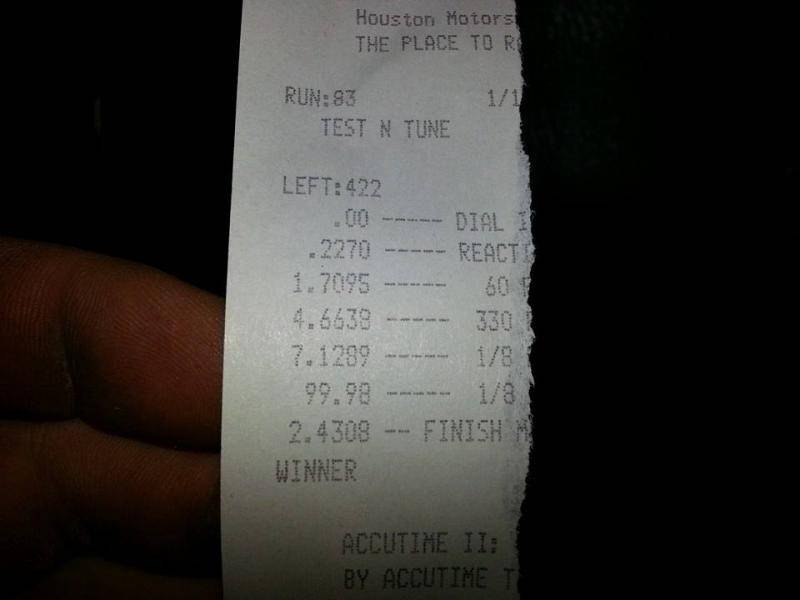 Houston Motors
THE PLACE TO R
RUN:83 1/1
TEST N TUNE
LEFT:422
.00 ----- DIAL I
.2270 ----- REACTI
1.7095 ----- 60
4.6638 ----- 330
7.1289 ----- 1/8
99.98 ----- 1/8
2.4308 -- FINISH M
WINNER
ACCUTIME II:
BY ACCUTIME T